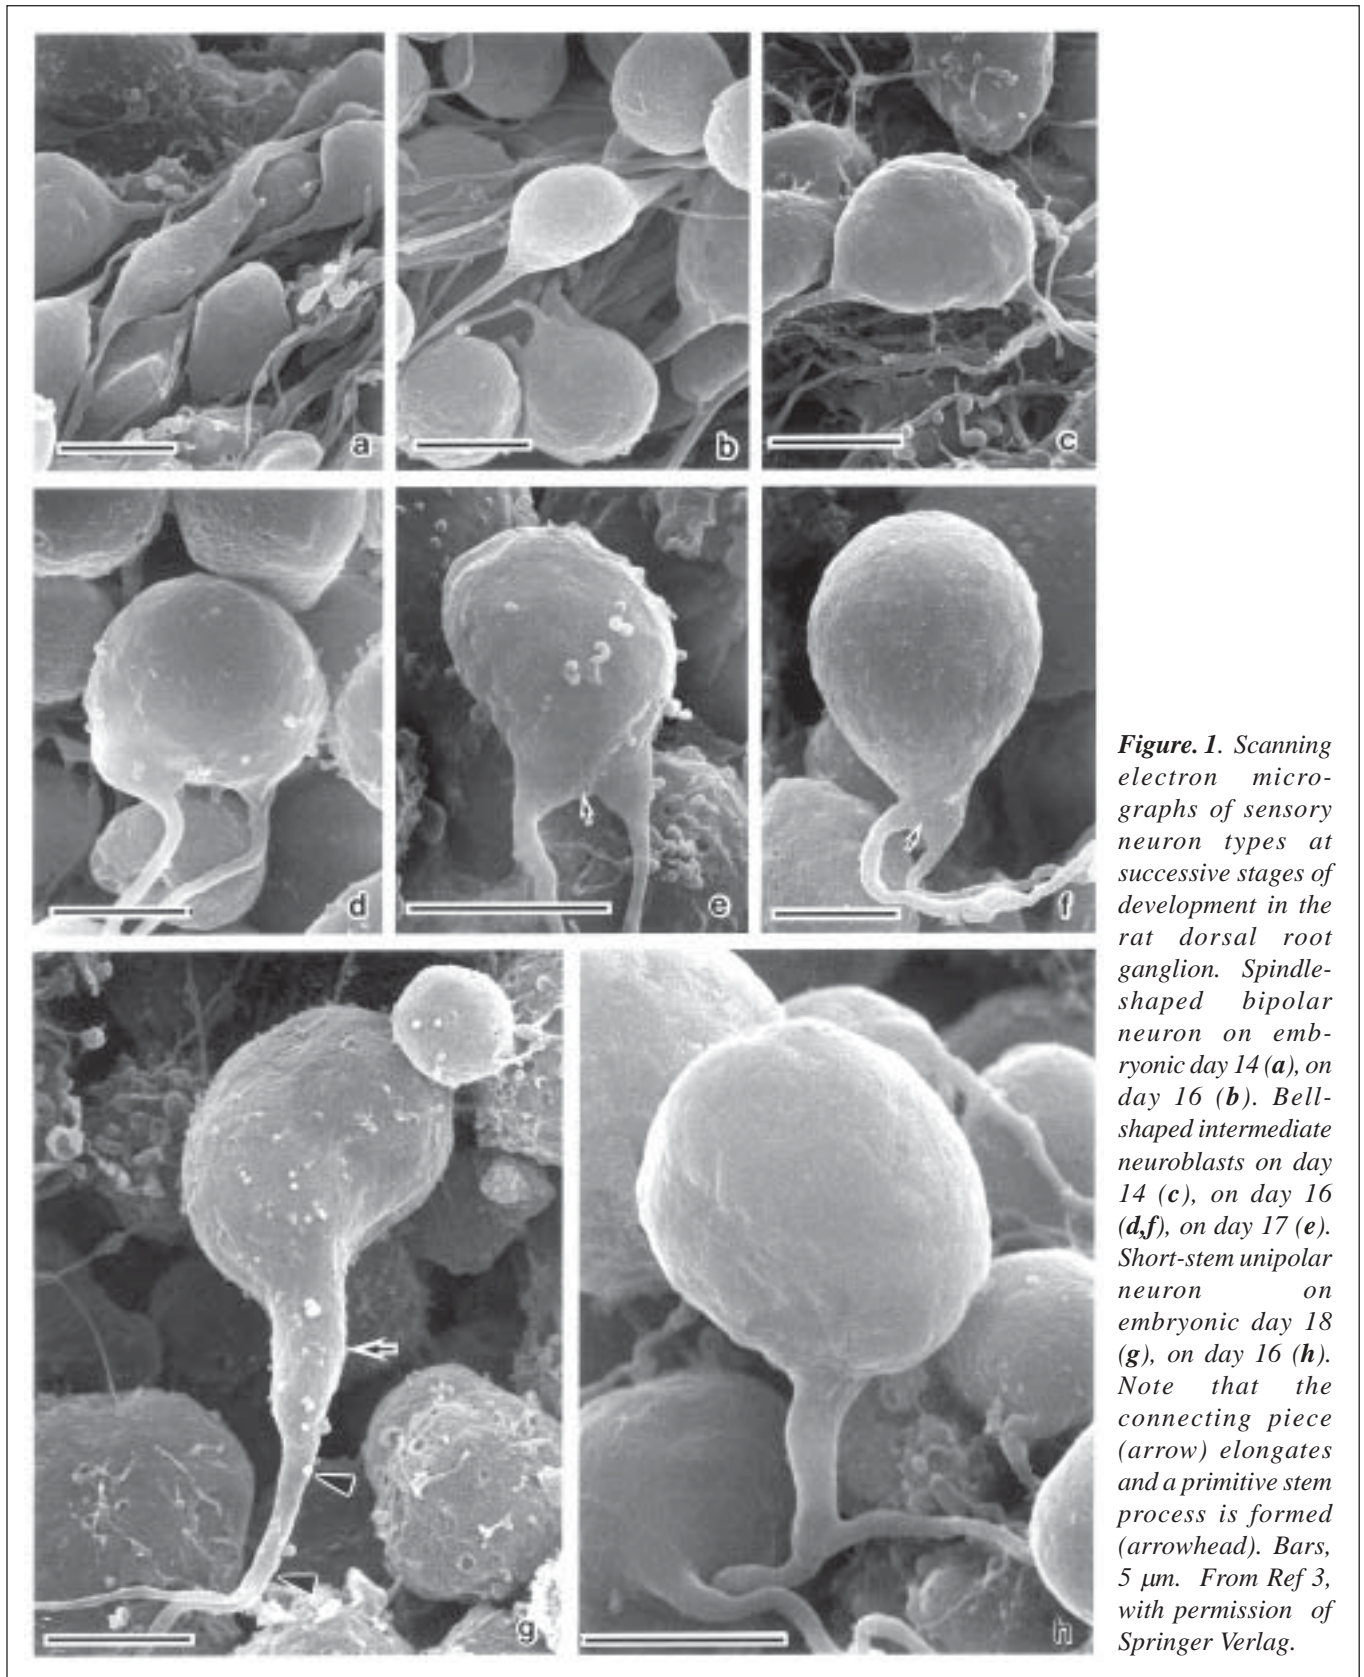 a
b
c
d
e
f
g
h
Figure. 1. Scanning
electron micro-
graphs of sensory
neuron types at
successive stages of
development in the
rat dorsal root
ganglion. Spindle-
shaped bipolar
neuron on emb-
ryonic day 14 (a), on
day 16 (b). Bell-
shaped intermediate
neuroblasts on day
14 (c), on day 16
(d,f), on day 17 (e).
Short-stem unipolar
neuron on
embryonic day 18
(g), on day 16 (h).
Note that the
connecting piece
(arrow) elongates
and a primitive stem
process is formed
(arrowhead). Bars,
5 μm. From Ref 3,
with permission of
Springer Verlag.